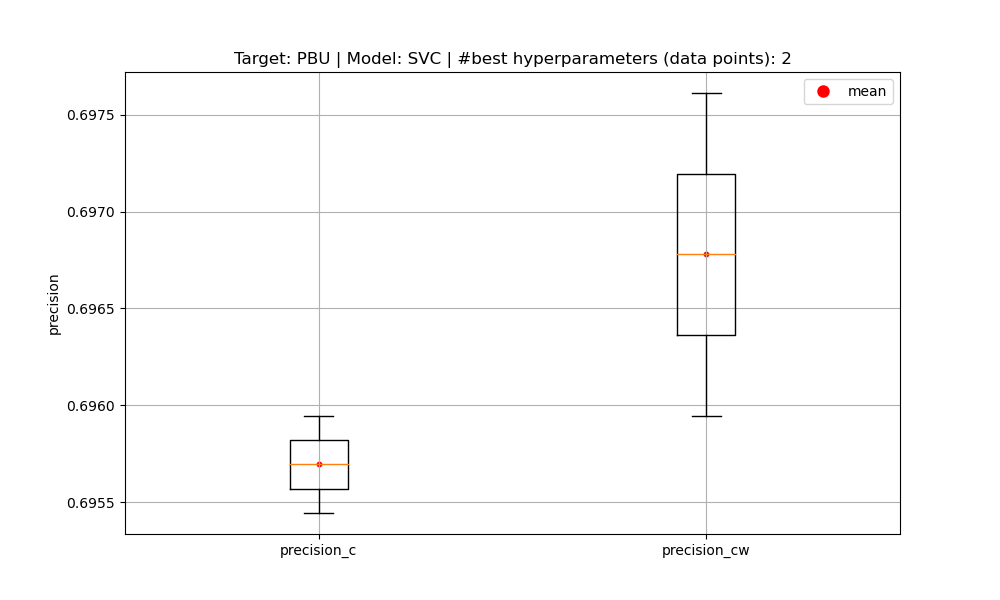 Target: PBU | Model: SVC | #best hyperparameters (data points): 2
mean
0.6975
0.6970
0.6965
0.6960
0.6955
precision
precision_c
precision_cw